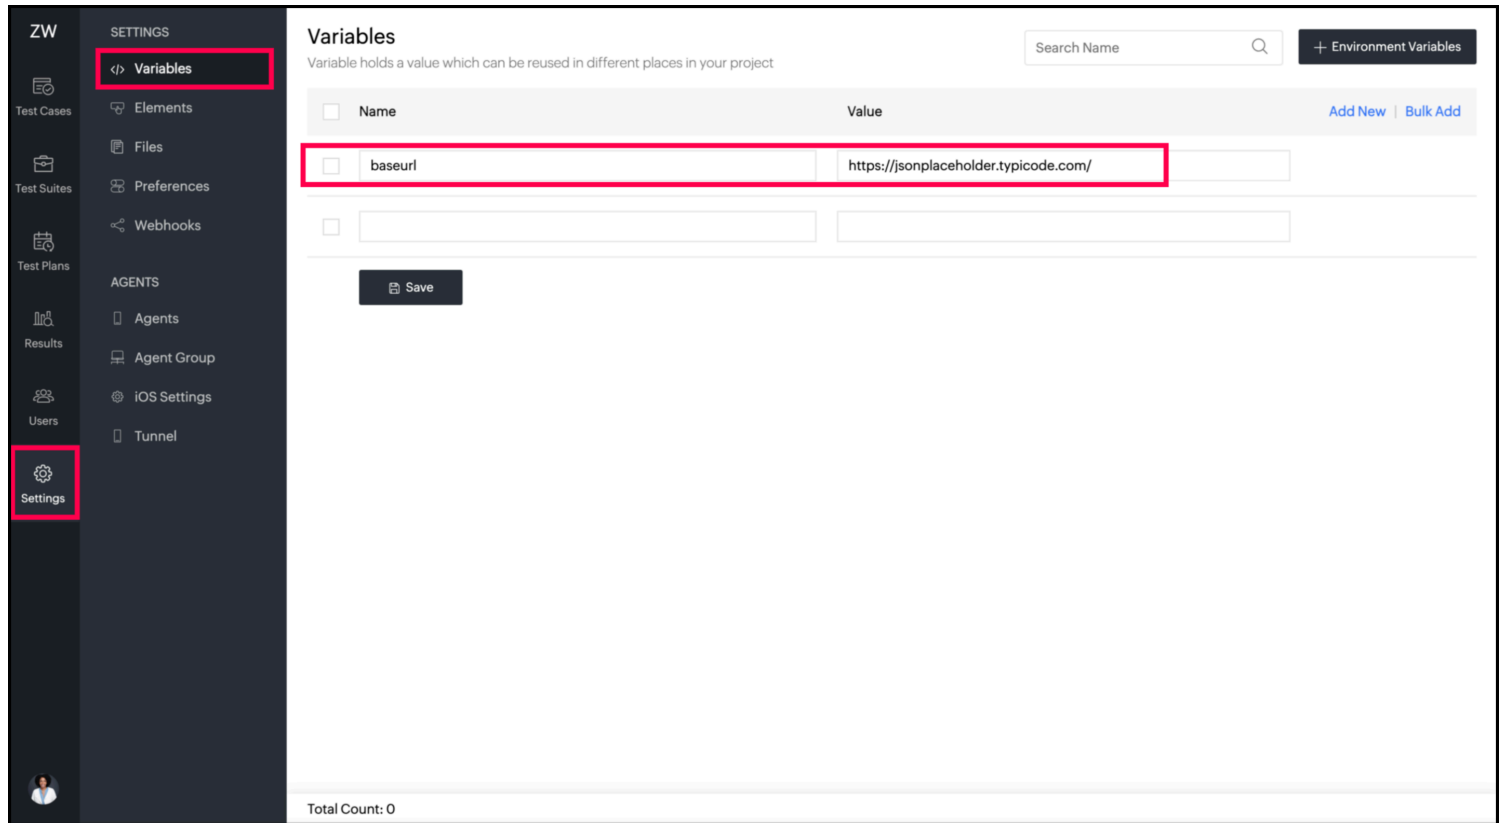 ZW
Test Cases
Test Suites
Test Plans
Results
Users
Settings
SETTINGS
Variables
Elements
Files
Preferences
Webhooks
AGENTS
Agents
Agent Group
iOS Settings
Tunnel
Variables
Variable holds a value which can be reused in different places in your project
Search Name
+ Environment Variables
Name Value Add New | Bulk Add
baseurl https://jsonplaceholder.typicode.com/
Save
Total Count: 0